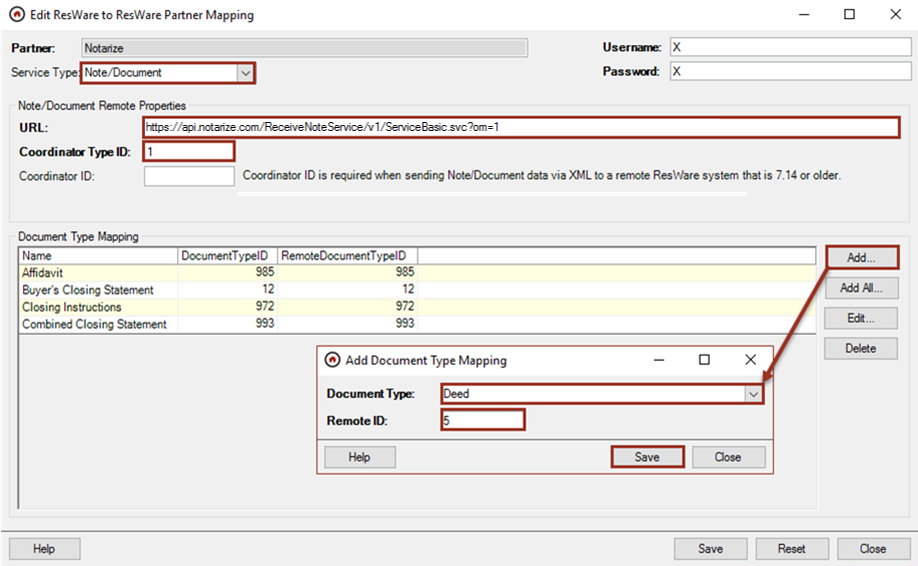 Edit ResWare to ResWare Partner Mapping
Partner: Notarize Username: X
Service Type: Note/Document Password: X
Note/Document Remote Properties
URL: https://api.notarize.com/ReceiveNoteService/v1/ServiceBasic.svc?om=1
Coordinator Type ID: 1
Coordinator ID: Coordinator ID is required when sending Note/Document data via XML to a remote ResWare system that is 7.14 or older.
Document Type Mapping
Name DocumentTypeID RemoteDocumentTypeID Add...
Affidavit 985 985
Buyer's Closing Statement 12 12 Add All...
Closing Instructions 972 972
Combined Closing Statement 993 993 Edit...
Delete
Add Document Type Mapping
Document Type: Deed
Remote ID: 5
Help Save Close
Help Save Reset Close